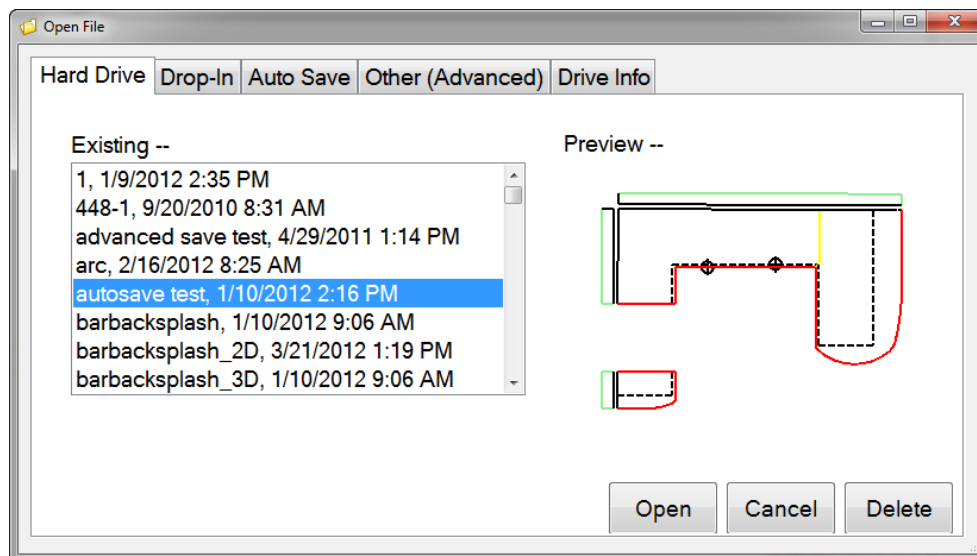 Open File
Hard Drive Drop-In Auto Save Other (Advanced) Drive Info
Existing --
Preview --
1, 1/9/2012 2:35 PM
448-1, 9/20/2010 8:31 AM
advanced save test, 4/29/2011 1:14 PM
arc, 2/16/2012 8:25 AM
autosave test, 1/10/2012 2:16 PM
barbacksplash, 1/10/2012 9:06 AM
barbacksplash_2D, 3/21/2012 1:19 PM
barbacksplash_3D, 1/10/2012 9:06 AM
Open Cancel Delete